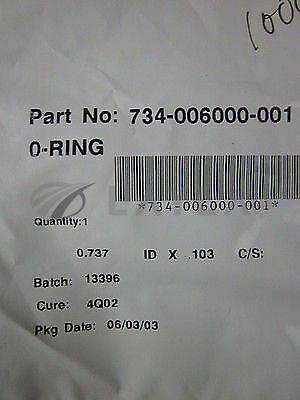 Part No: 734-006000-001
0-RING
*734-006000-001*
Quantity:1
0.737 ID X .103 C/S:
Batch: 13396
Cure: 4Q02
Pkg Date: 06/03/03